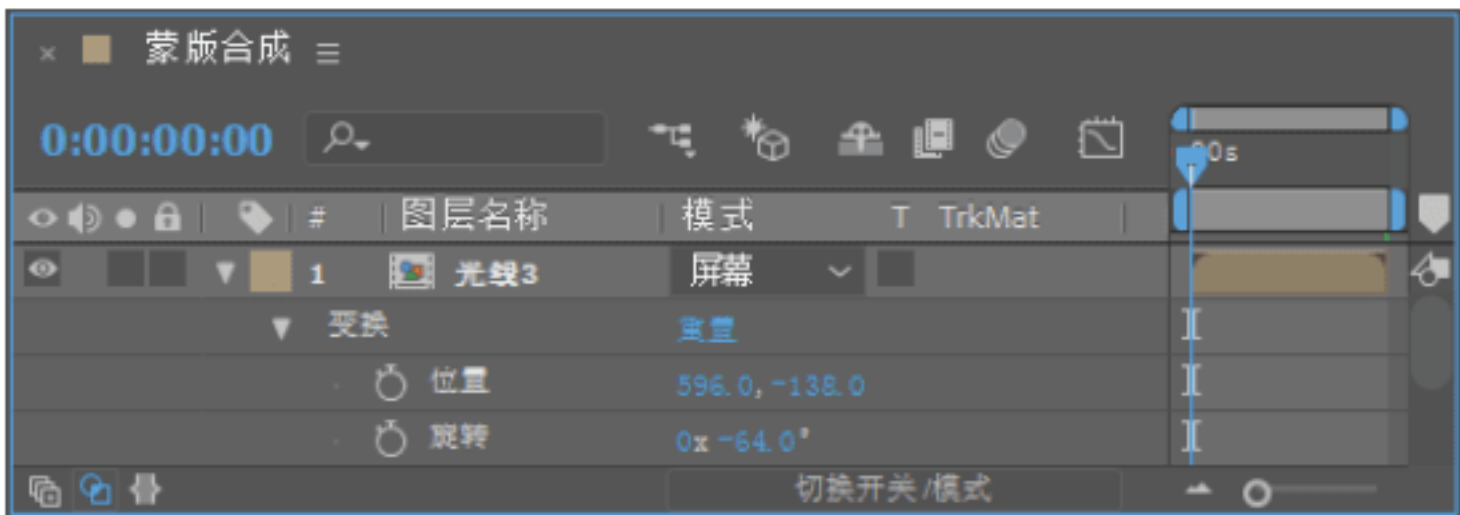 × 蒙版合成 ≡
0:00:00:00 00s
# 图层名称 模式 T TrkMat
1 光线3 屏幕
变换 重置
位置 596.0,-138.0
旋转 0x-64.0°
切换开关/模式